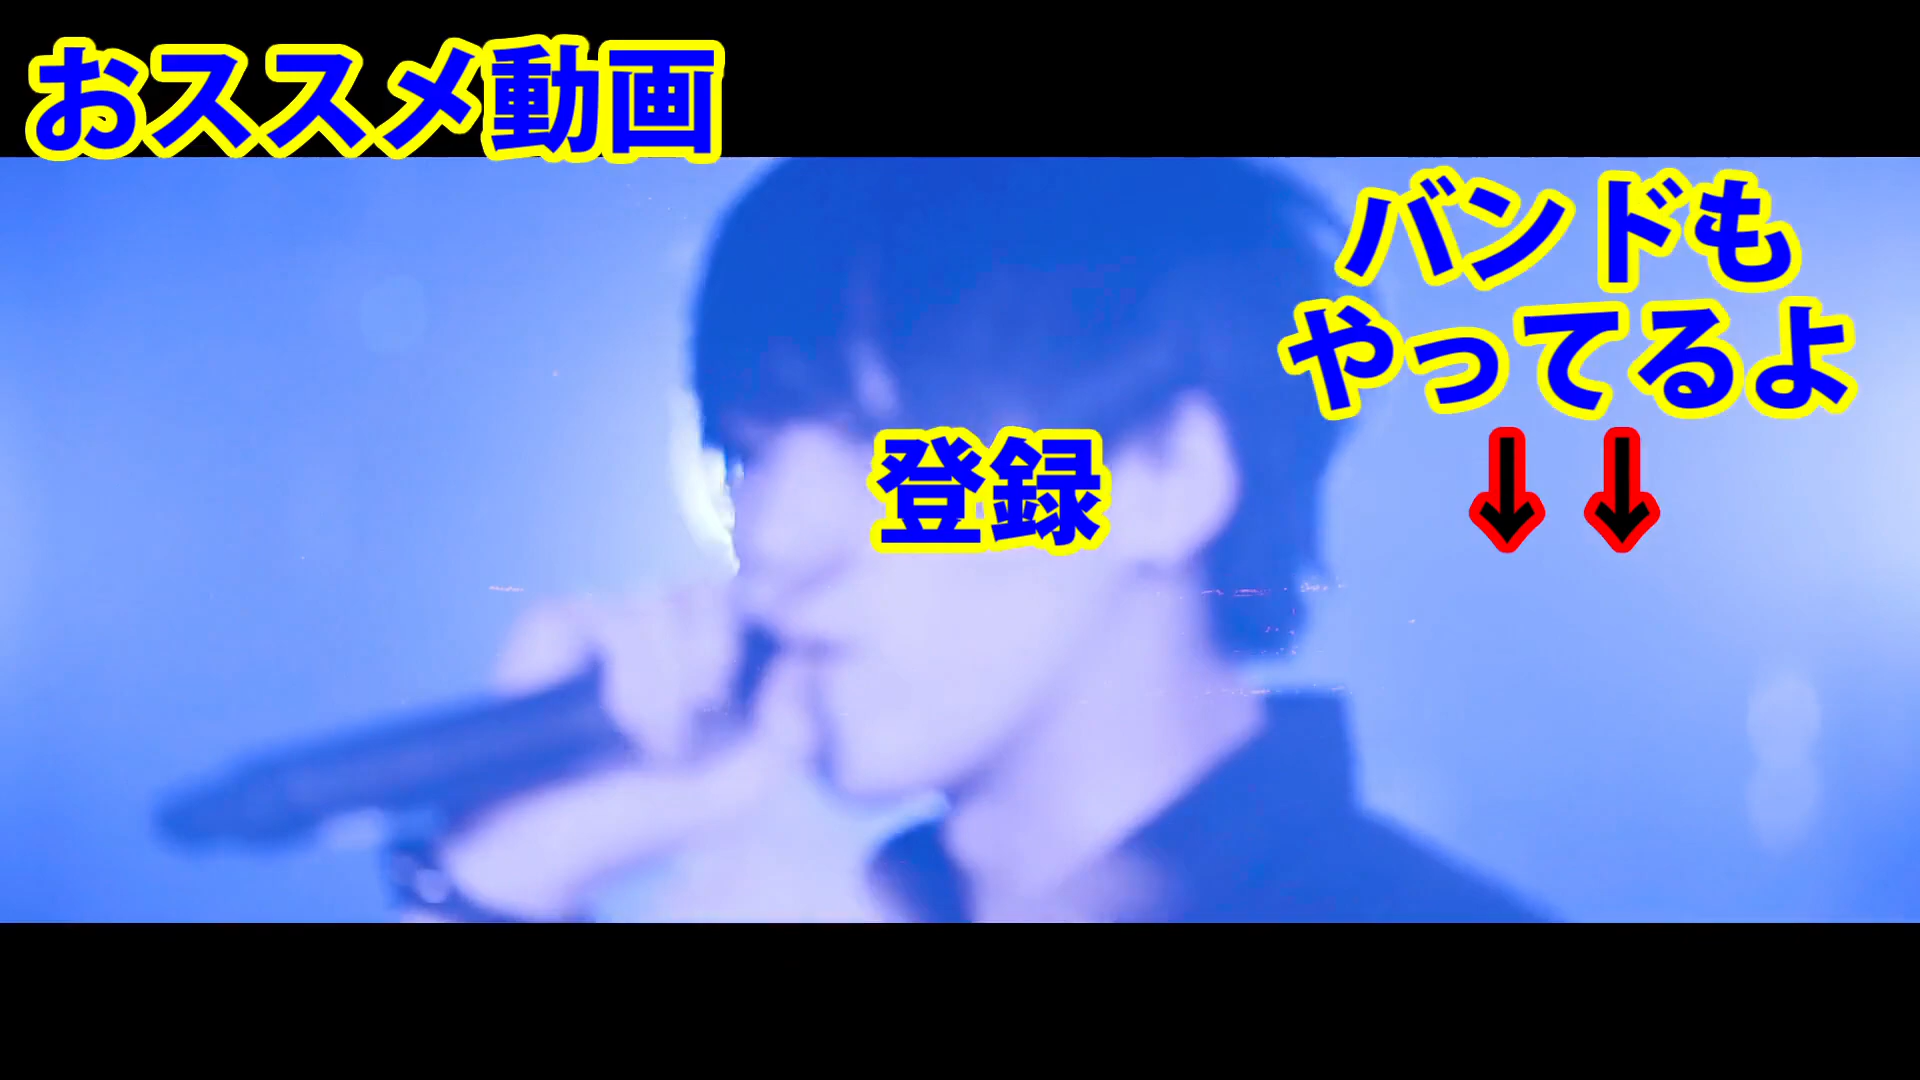 おススメ動画
バンドも
やってるよ
↓↓
登録